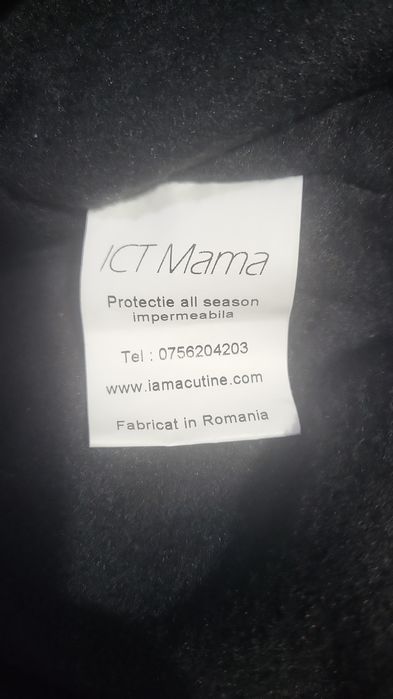 ICT Mama
Protectie all season
impermeabila
Tel : 0756204203
www.iamacutine.com
Fabricat in Romania